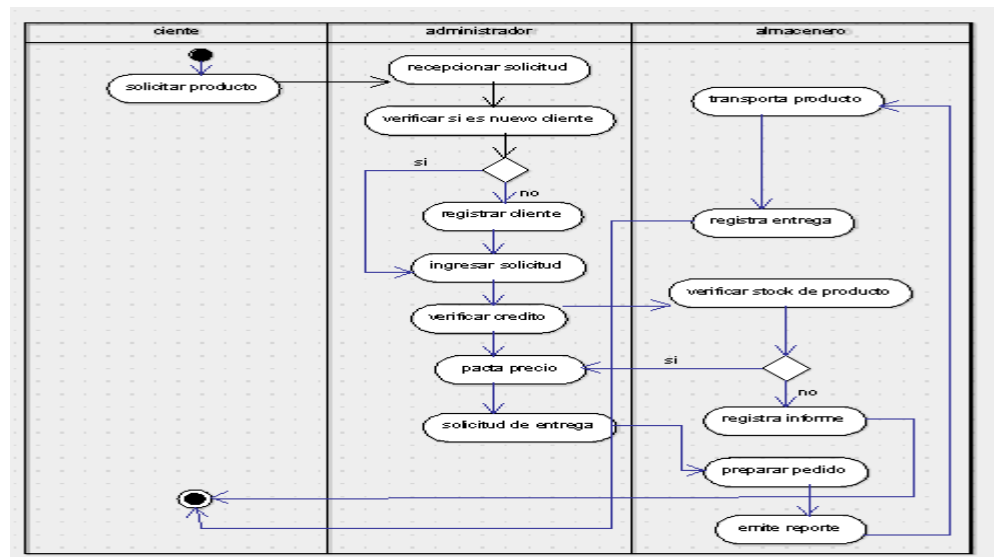 ciente
administrador
almacenero
solicitar producto
recepcionar solicitud
verificar si es nuevo cliente
si
no
registrar cliente
ingresar solicitud
verificar credito
pacta precio
solicitud de entrega
transporta producto
registra entrega
verificar stock de producto
si
no
registra informe
preparar pedido
emite reporte